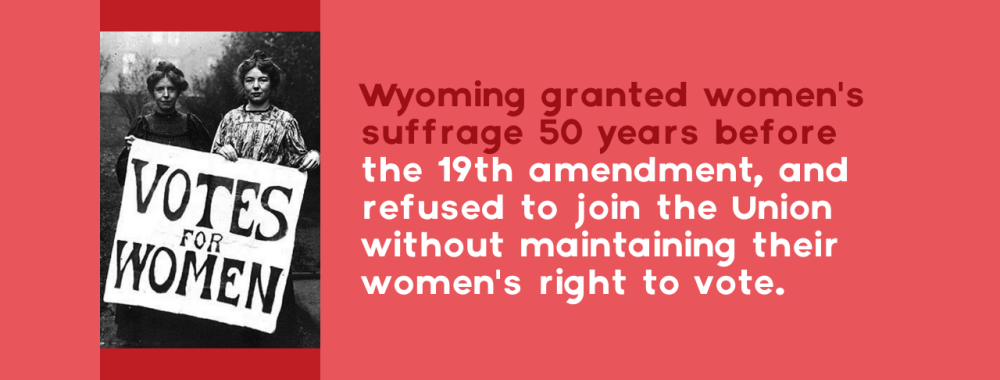 VOTES
FOR
WOMEN
Wyoming granted women's
suffrage 50 years before
the 19th amendment, and
refused to join the Union
without maintaining their
women's right to vote.